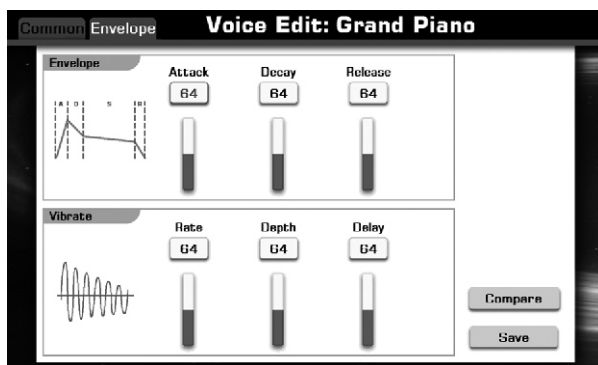 Common Envelope Voice Edit: Grand Piano
Envelope
Attack Decay Release
64 64 64
A D S R
Vibrate
Rate Depth Delay
64 64 64
Compare
Save